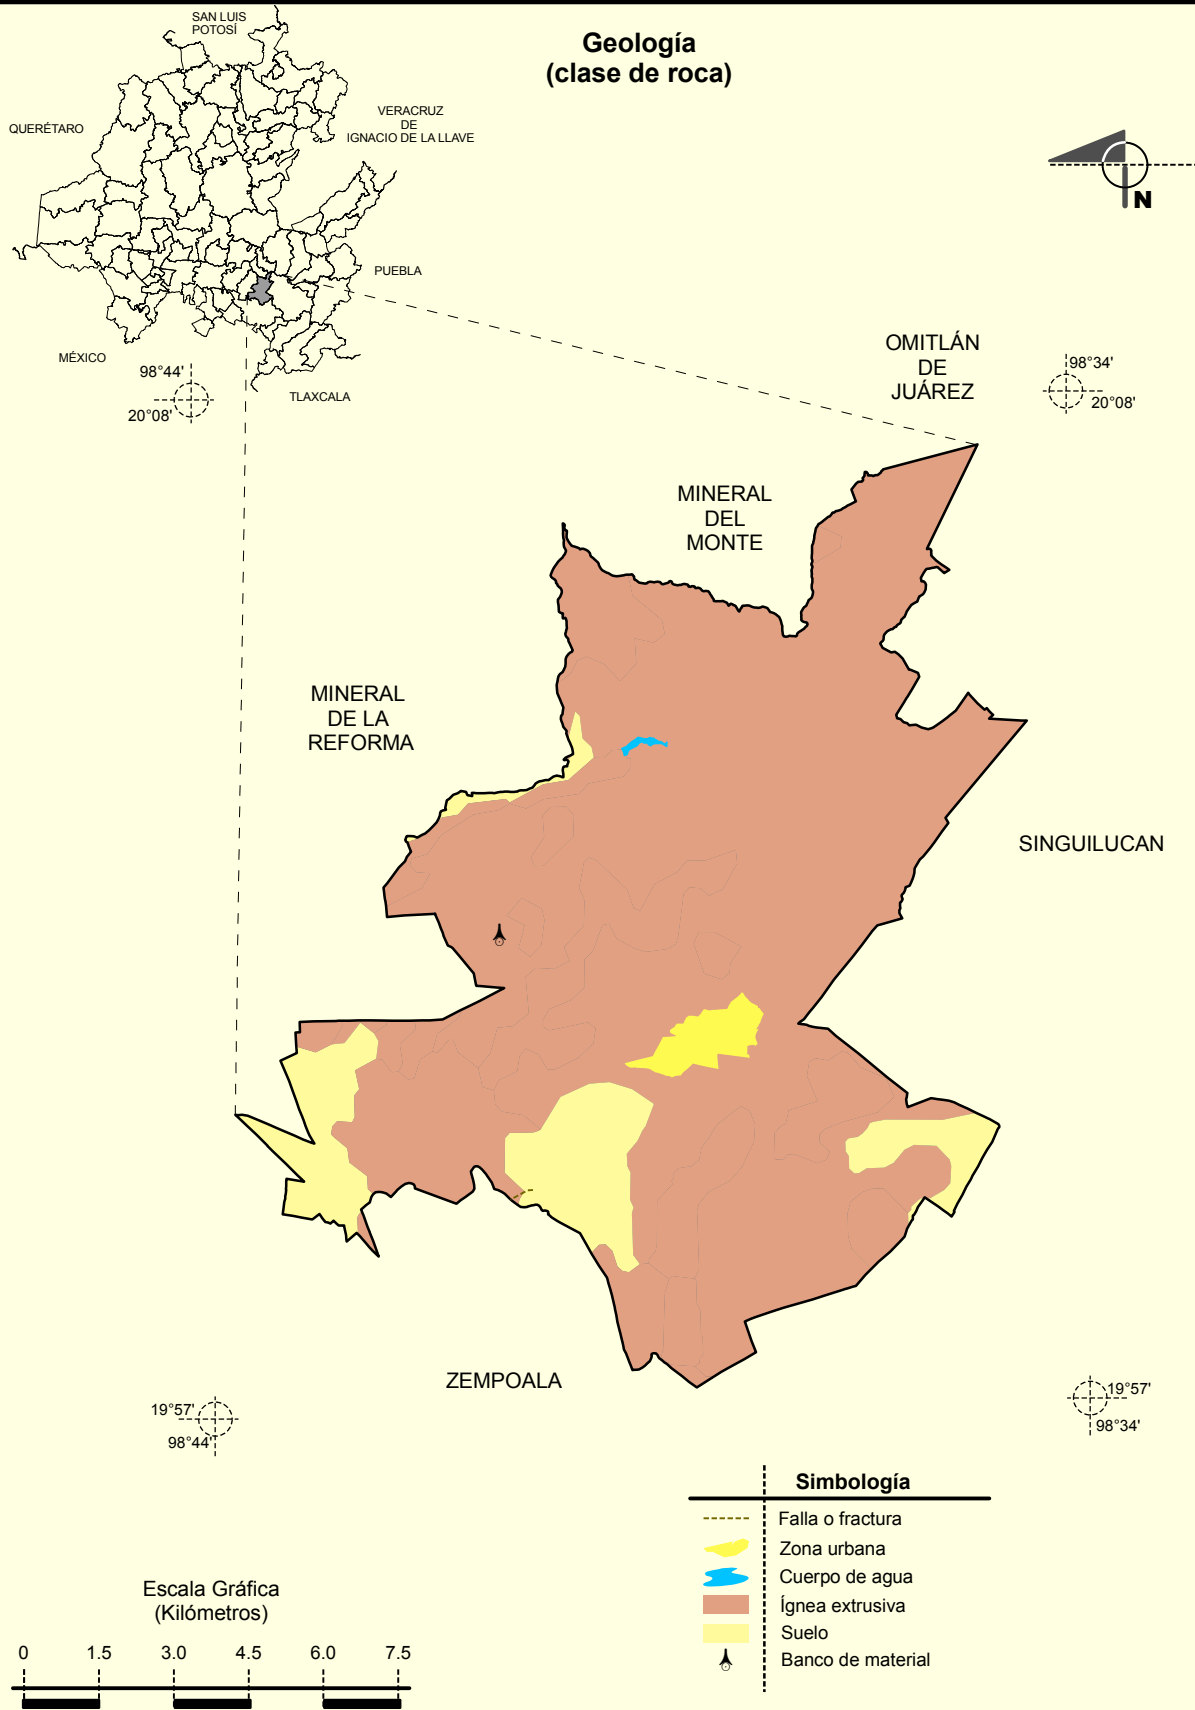 Geología
(clase de roca)
SAN LUIS
POTOSÍ
QUERÉTARO
VERACRUZ
DE
IGNACIO DE LA LLAVE
PUEBLA
MÉXICO
TLAXCALA
N
98°44'
20°08'
98°34'
20°08'
OMITLÁN
DE
JUÁREZ
MINERAL
DEL
MONTE
MINERAL
DE LA
REFORMA
SINGUILUCAN
ZEMPOALA
19°57'
98°44'
19°57'
98°34'
Simbología
Falla o fractura
Zona urbana
Cuerpo de agua
Ígnea extrusiva
Suelo
Banco de material
Escala Gráfica
(Kilómetros)
0 1.5 3.0 4.5 6.0 7.5